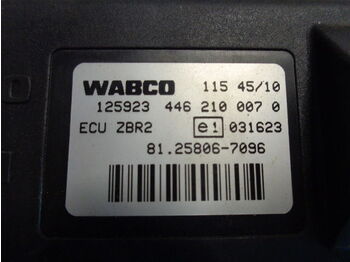 WABCO 115 45/10
125923 446 210 007 0
ECU ZBR2 e1 031623
81.25806-7096